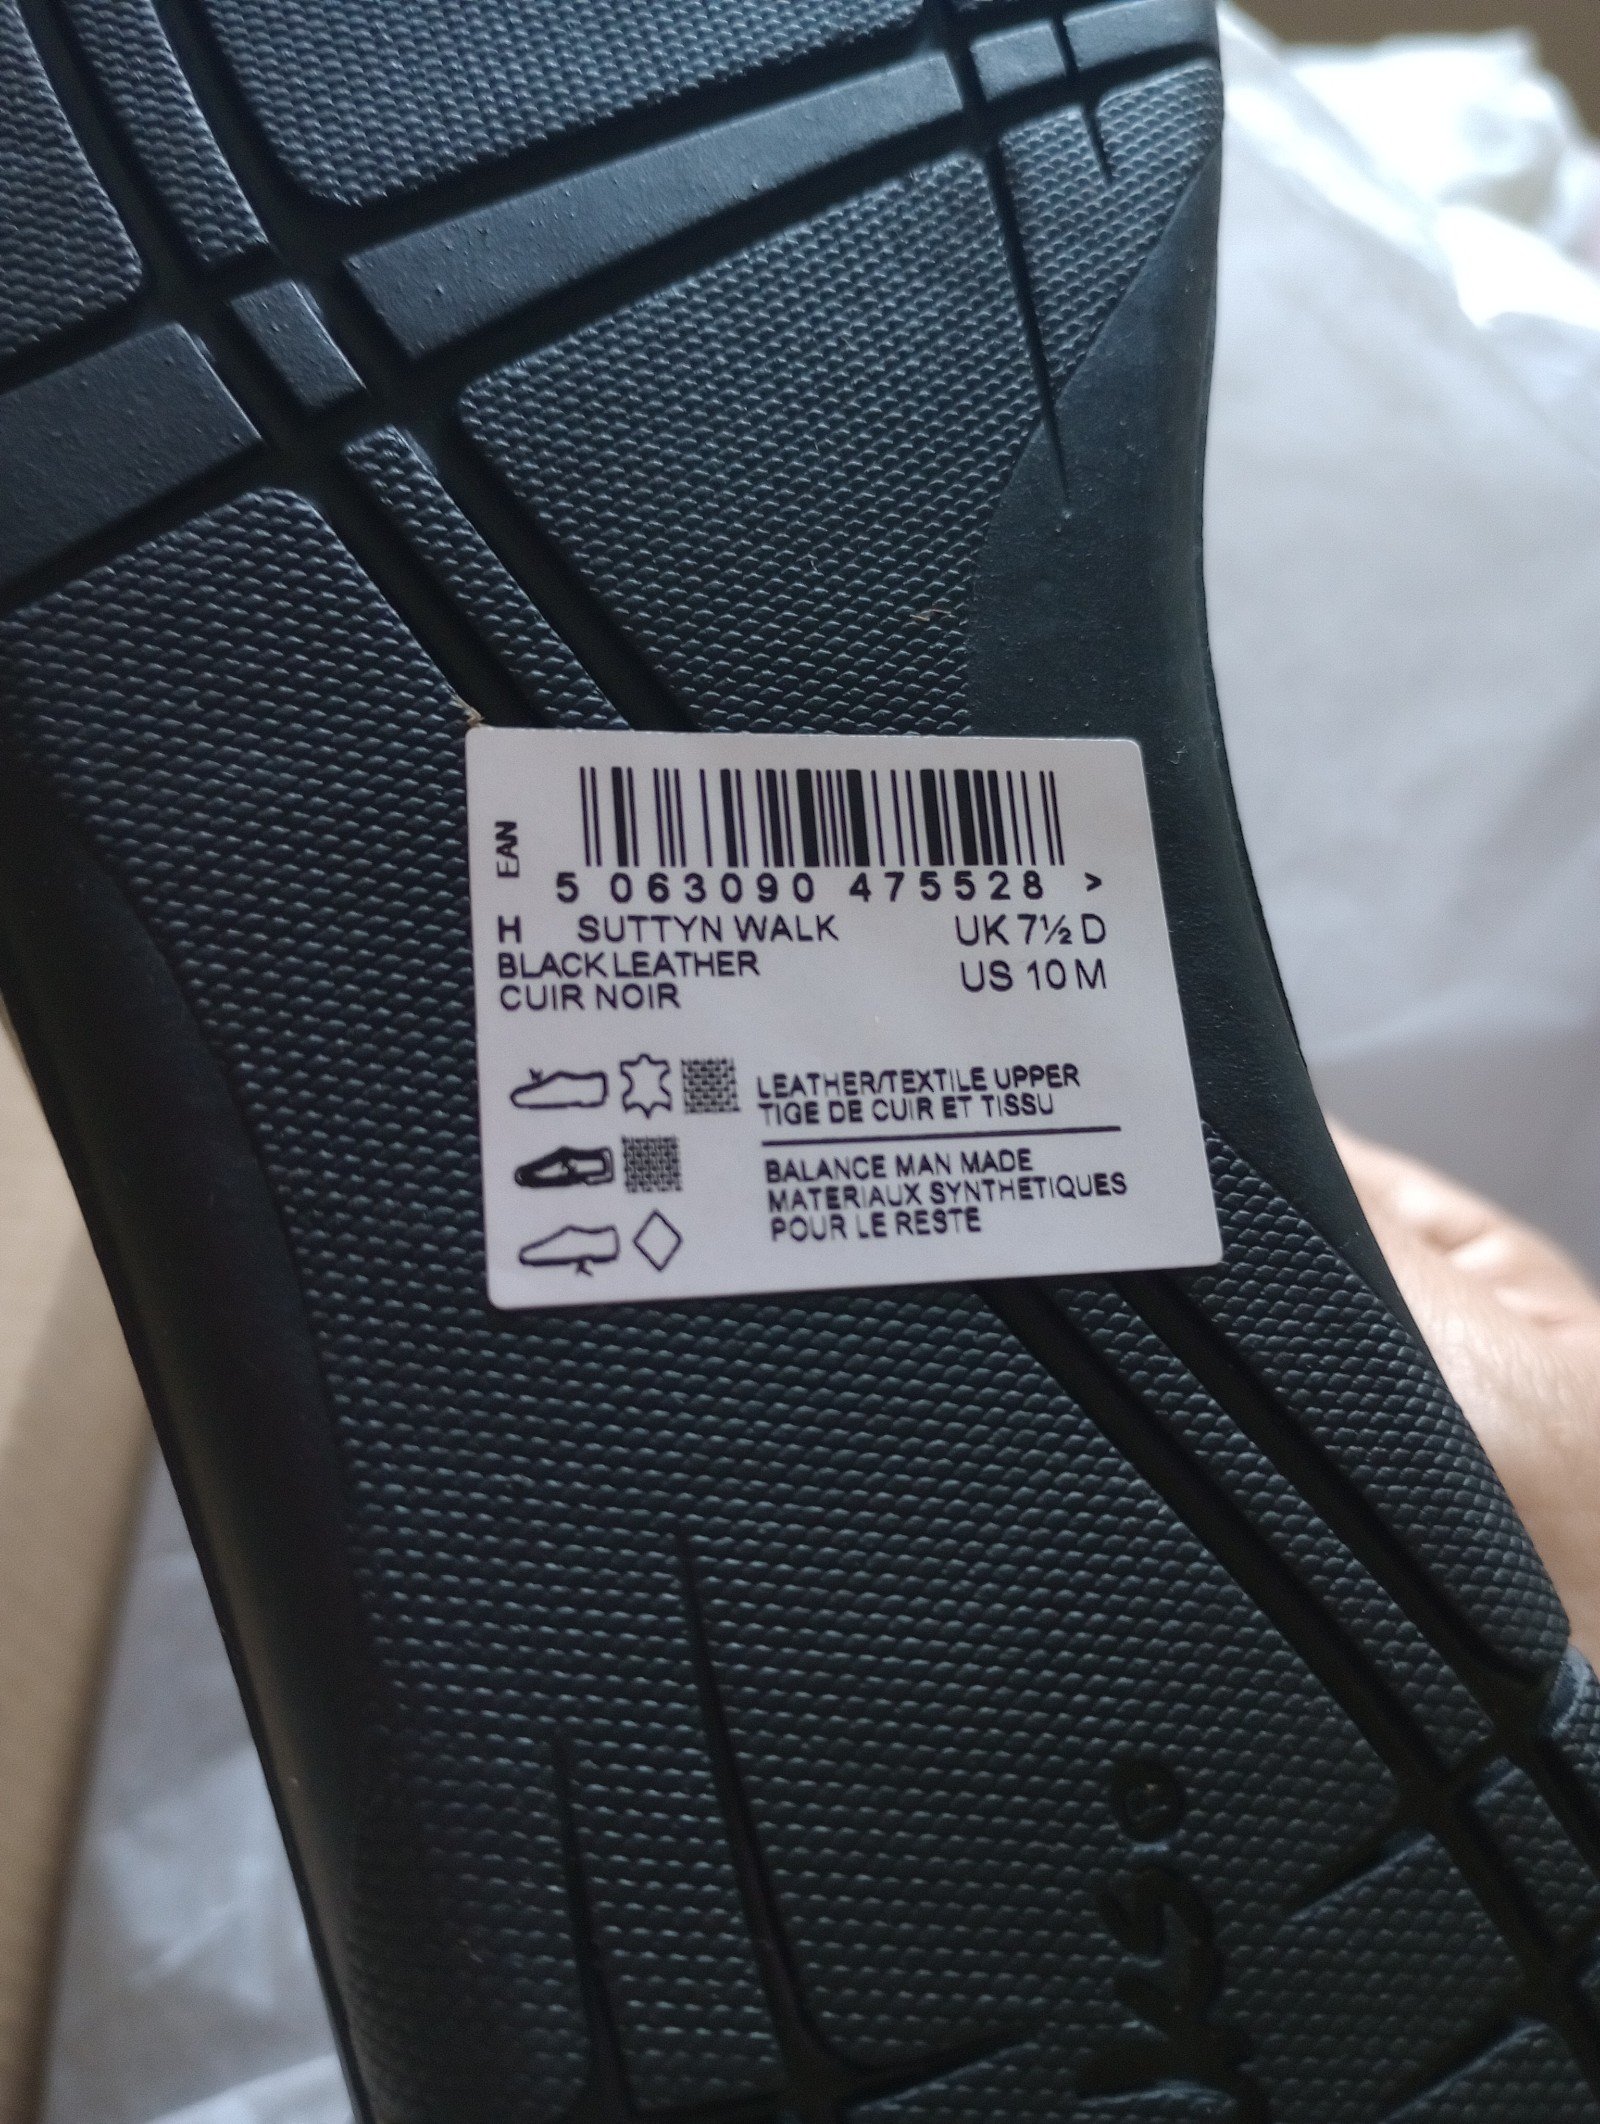 EAN
5 063090 475528 >
H SUTTYN WALK UK 7½ D
BLACK LEATHER US 10 M
CUIR NOIR
LEATHER/TEXTILE UPPER
TIGE DE CUIR ET TISSU
BALANCE MAN MADE
MATERIAUX SYNTHETIQUES
POUR LE RESTE